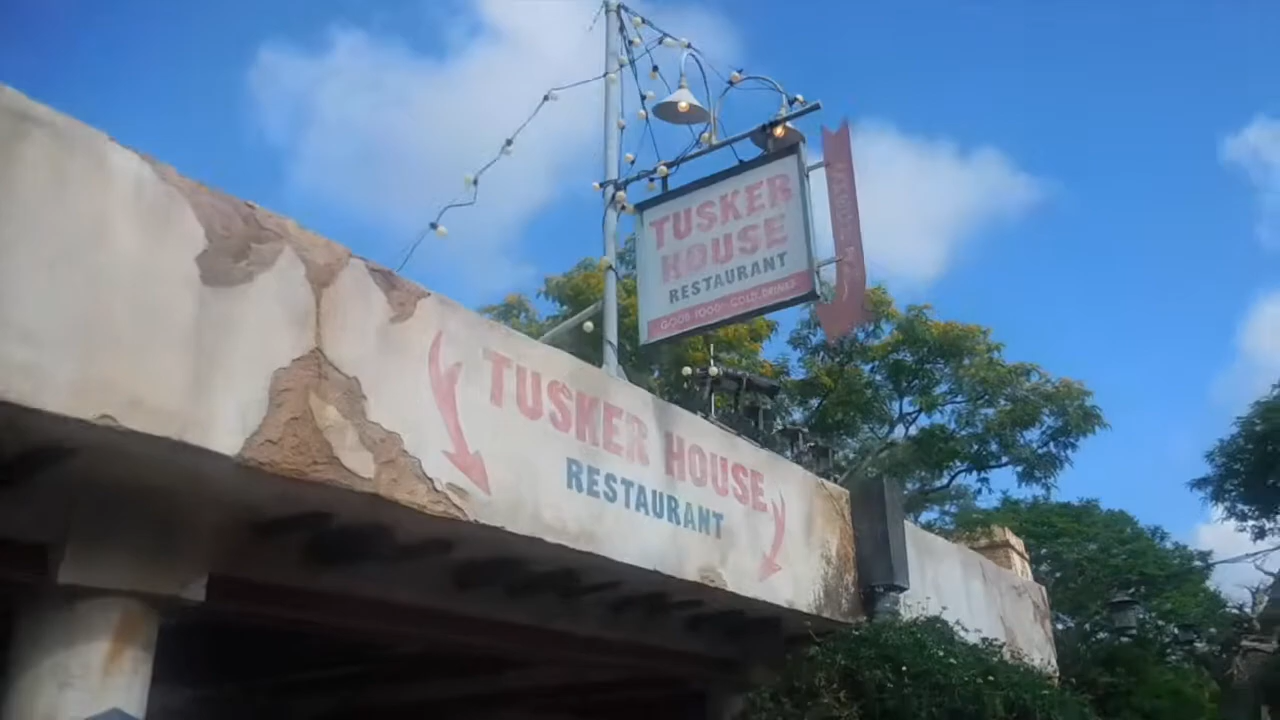 TUSKER
HOUSE
RESTAURANT
GOOD FOOD · COLD DRINKS
TUSKER HOUSE
RESTAURANT